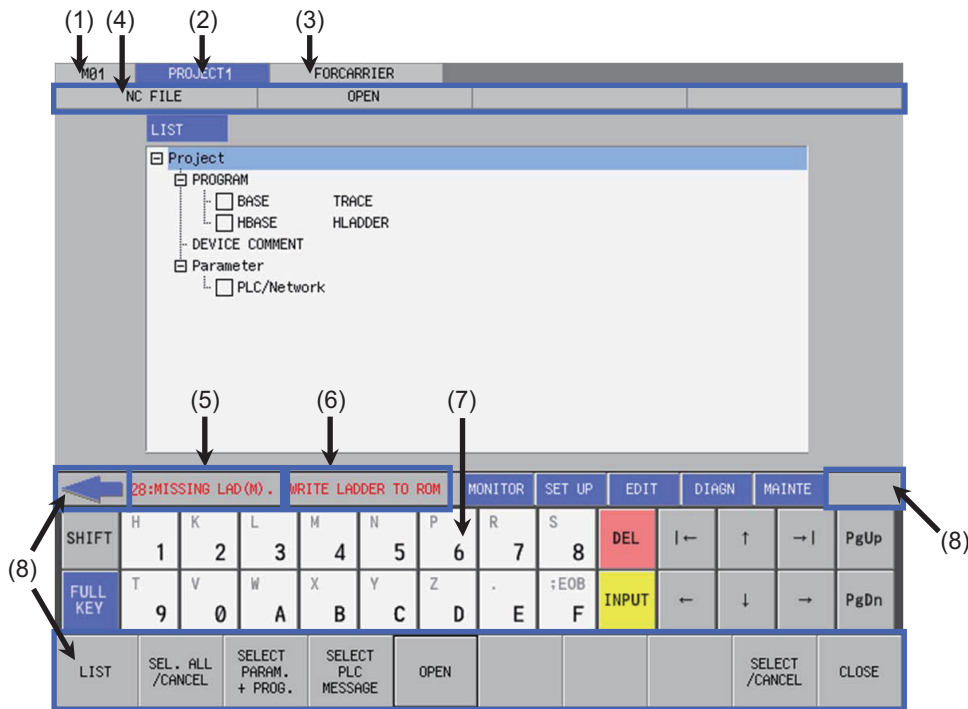 (1) (4) (2) (3)
M01 PROJECT1 FORCARRIER
NC FILE OPEN
LIST
Project
PROGRAM
BASE TRACE
HBASE HLADDER
DEVICE COMMENT
Parameter
PLC/Network
(5) (6) (7)
28:MISSING LAD(M). WRITE LADDER TO ROM MONITOR SET UP EDIT DIAGN MAINTE
(8)
SHIFT H 1 K 2 L 3 M 4 N 5 P 6 R 7 S 8 DEL |← ↑ →| PgUp
(8)
FULL KEY T 9 V 0 W A X B Y C Z D . E ;EOB F INPUT ← ↓ → PgDn
LIST
SEL. ALL
/CANCEL
SELECT
PARAM.
+ PROG.
SELECT
PLC
MESSAGE
OPEN
SELECT
/CANCEL
CLOSE